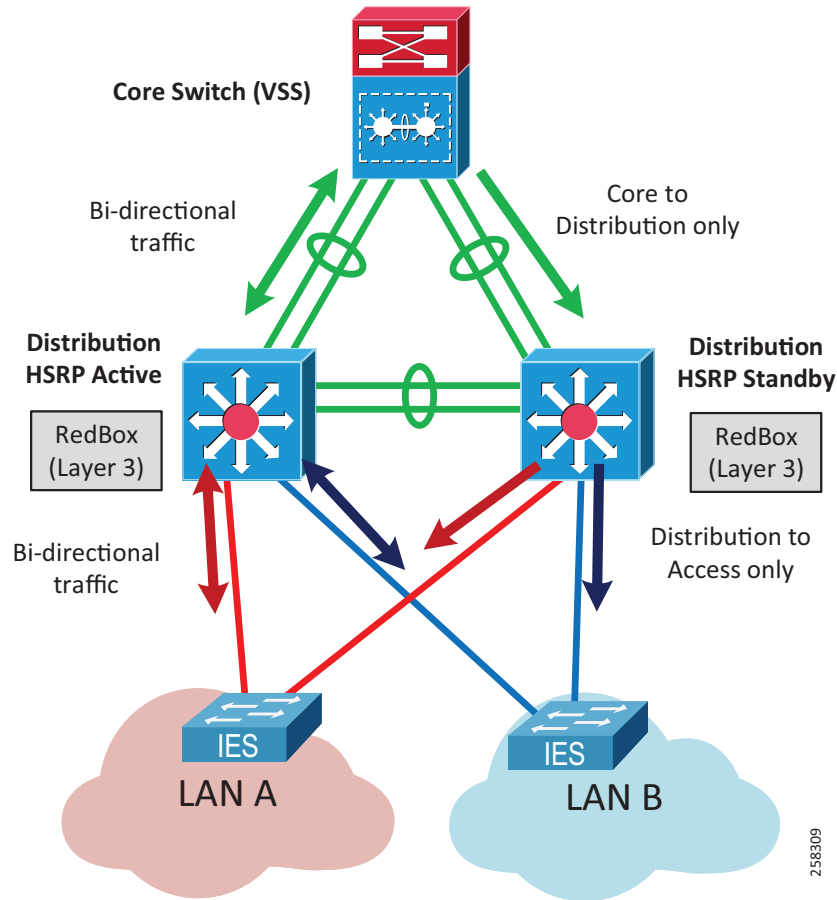 Core Switch (VSS)
Bi-directional
traffic
Core to
Distribution only
Distribution
HSRP Active
Distribution
HSRP Standby
RedBox
(Layer 3)
RedBox
(Layer 3)
Bi-directional
traffic
Distribution to
Access only
IES
IES
LAN A
LAN B
258309